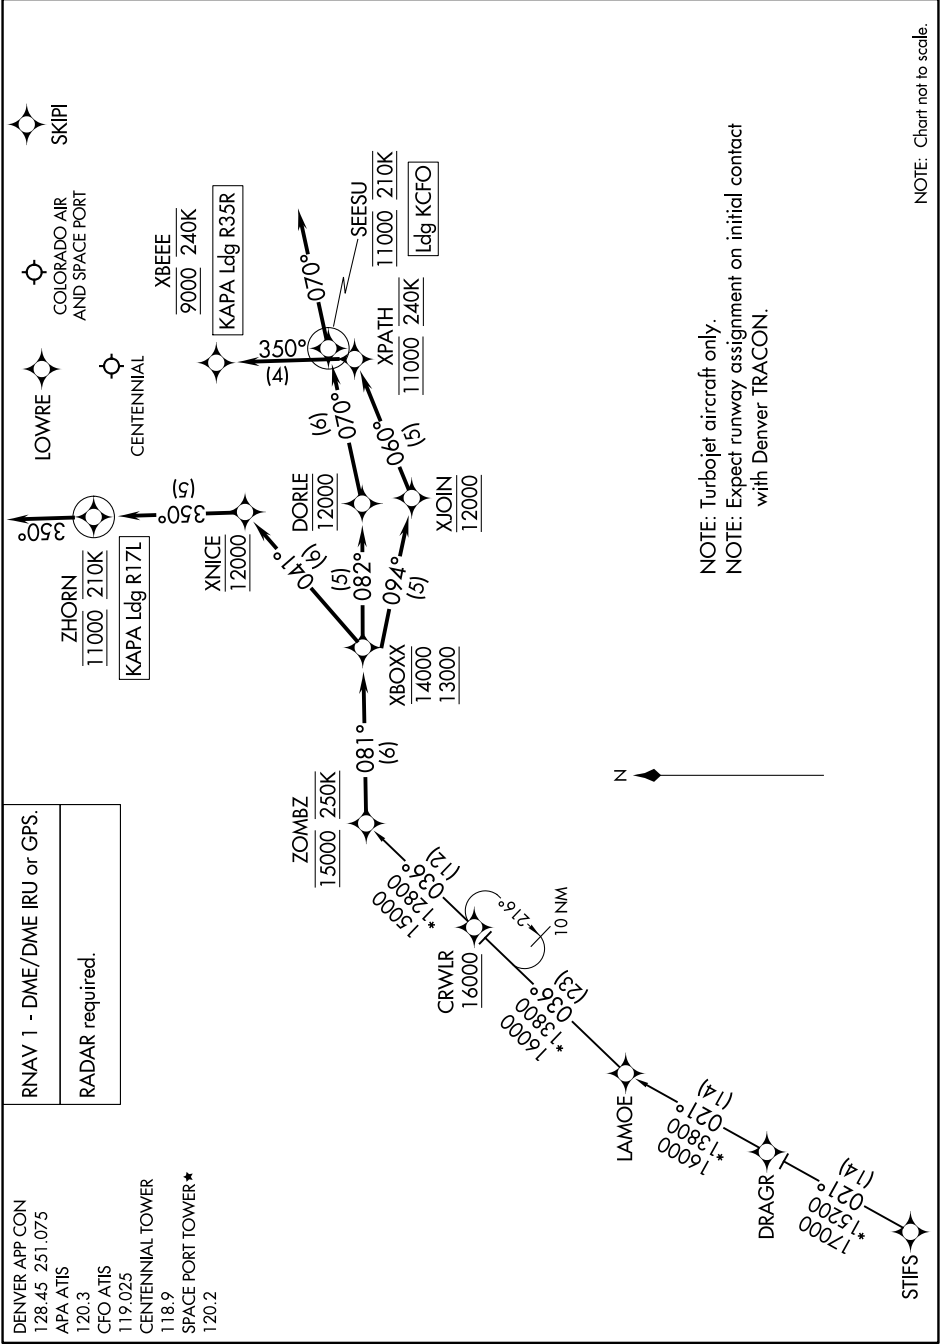 DENVER APP CON
128.45 251.075
APA ATIS
120.3
CFO ATIS
119.025
CENTENNIAL TOWER
118.9
SPACE PORT TOWER★
120.2
RNAV 1 - DME/DME IRU or GPS.
RADAR required.
ZHORN
11000 210K
KAPA Ldg R17L
350°
350°
(5)
XNICE
12000
LOWRE
CENTENNIAL
COLORADO AIR
AND SPACE PORT
SKIPI
XBEEE
9000 240K
KAPA Ldg R35R
350°
(4)
070°
SEESU
11000 210K
Ldg KCFO
XPATH
11000 240K
DORLE
12000
(6)
070°
060°
(5)
XJOIN
12000
041°
(6)
(5)
082°
094°
(5)
XBOXX
14000
13000
081°
(6)
ZOMBZ
15000 250K
15000
*12800
036°
(12)
CRWLR
16000
216°
10 NM
16000
*13800
036°
(23)
LAMOE
16000
*13800
021°
(14)
DRAGR
17000
*15200
021°
(14)
STIFS
N
NOTE: Turbojet aircraft only.
NOTE: Expect runway assignment on initial contact
with Denver TRACON.
NOTE: Chart not to scale.